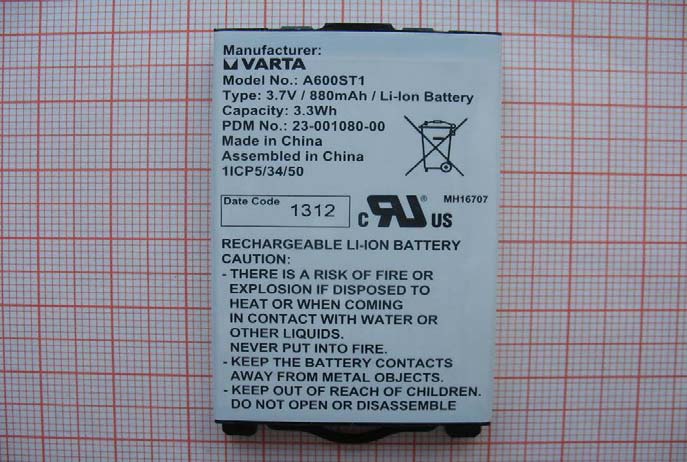 Manufacturer:
VARTA
Model No.: A600ST1
Type: 3.7V / 880mAh / Li-Ion Battery
Capacity: 3.3Wh
PDM No.: 23-001080-00
Made in China
Assembled in China
1ICP5/34/50
Date Code 1312
c RU ® US MH16707
RECHARGEABLE LI-ION BATTERY
CAUTION:
- THERE IS A RISK OF FIRE OR
EXPLOSION IF DISPOSED TO
HEAT OR WHEN COMING
IN CONTACT WITH WATER OR
OTHER LIQUIDS.
NEVER PUT INTO FIRE.
- KEEP THE BATTERY CONTACTS
AWAY FROM METAL OBJECTS.
- KEEP OUT OF REACH OF CHILDREN.
DO NOT OPEN OR DISASSEMBLE